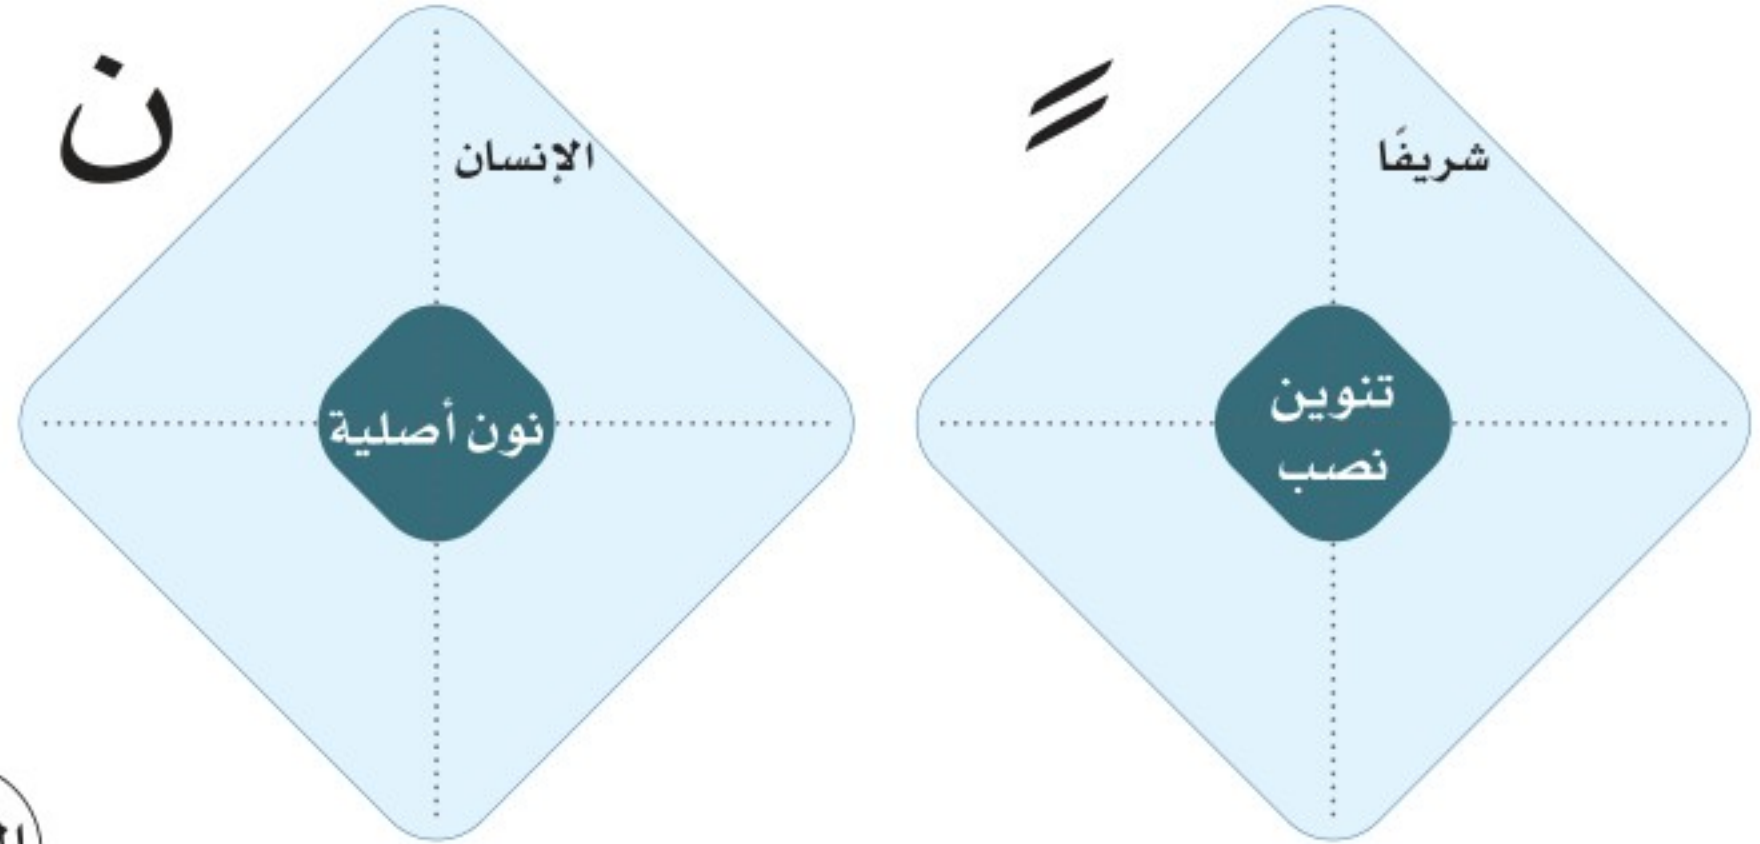 ً
شريفًا
تنوين
نصب
ن
الإنسان
نون أصلية